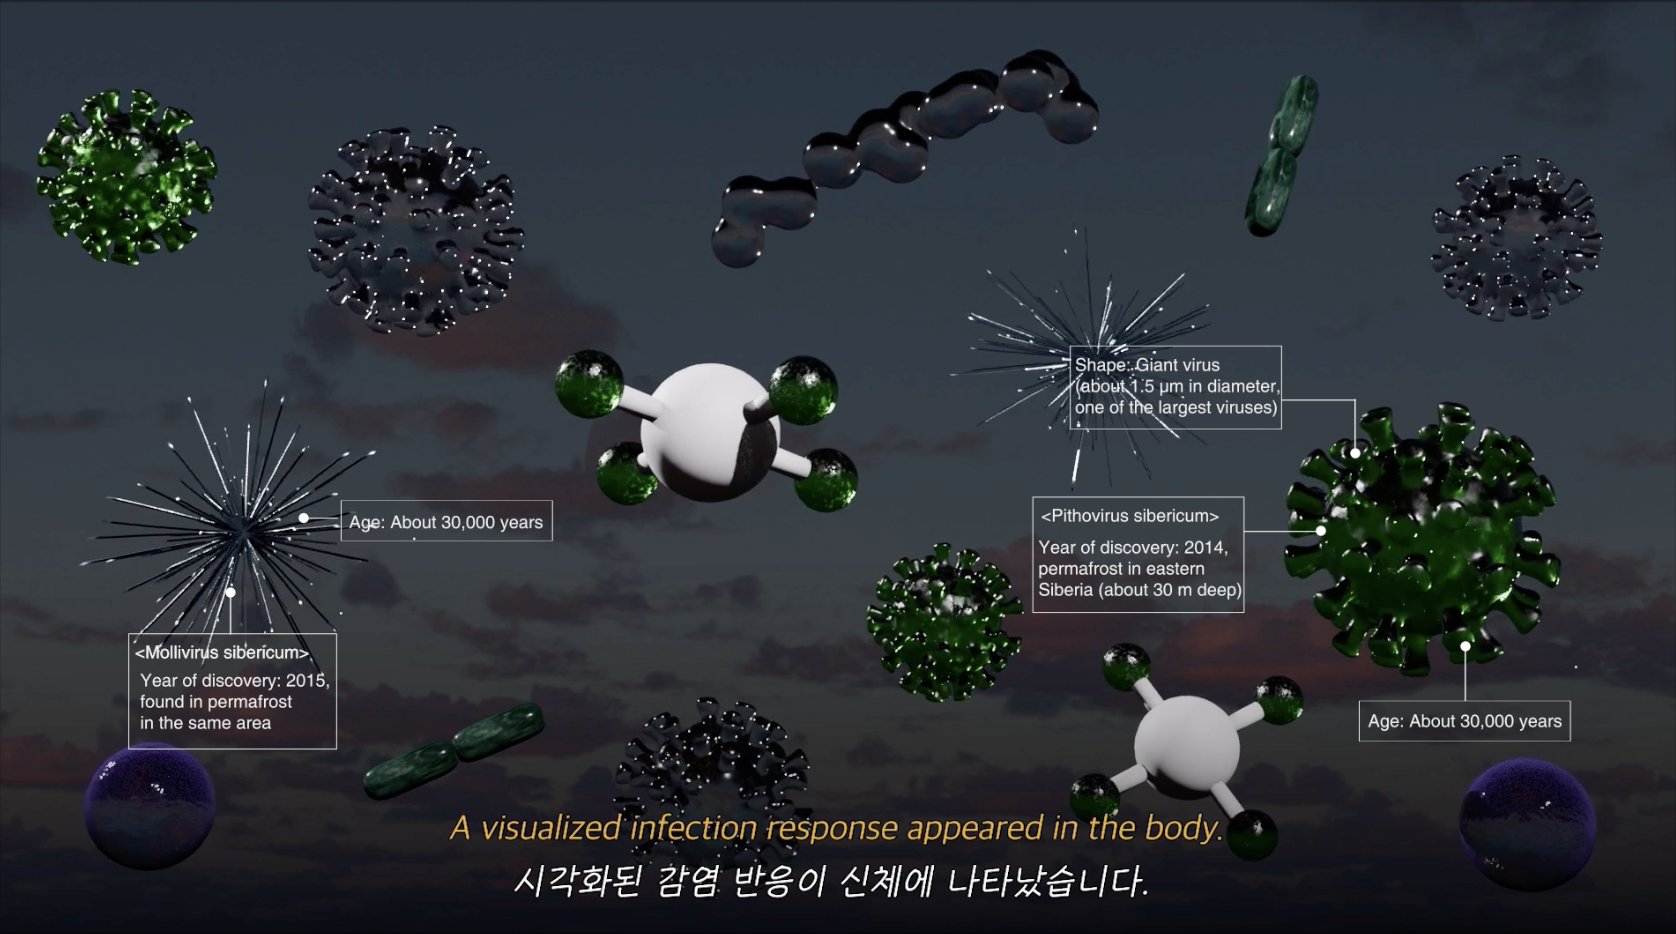 Shape: Giant virus
(about 1.5 μm in diameter,
one of the largest viruses)
Age: About 30,000 years
<Pithovirus sibericum>
Year of discovery: 2014,
permafrost in eastern
Siberia (about 30 m deep)
<Mollivirus sibericum>
Year of discovery: 2015,
found in permafrost
in the same area
Age: About 30,000 years
A visualized infection response appeared in the body.
시각화된 감염 반응이 신체에 나타났습니다.